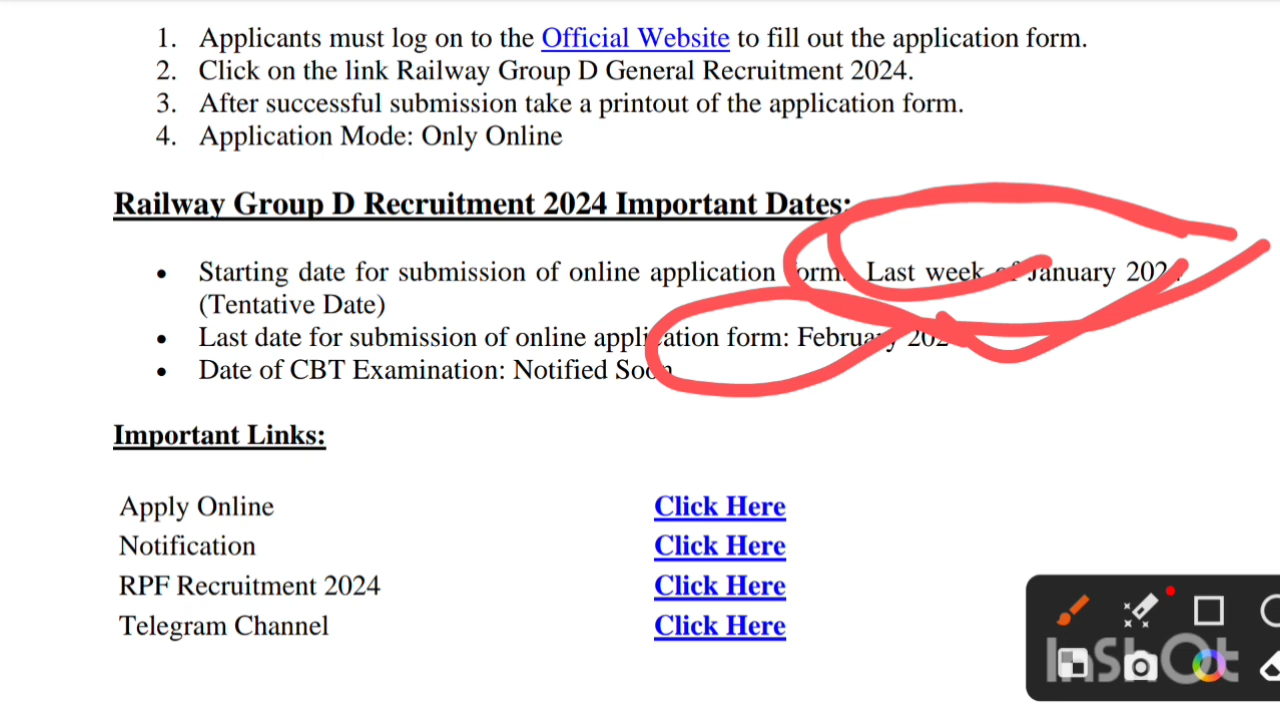 1. Applicants must log on to the Official Website to fill out the application form.
2. Click on the link Railway Group D General Recruitment 2024.
3. After successful submission take a printout of the application form.
4. Application Mode: Only Online
Railway Group D Recruitment 2024 Important Dates:
• Starting date for submission of online application Last week of January
(Tentative Date)
• Last date for submission of online application form: February
• Date of CBT Examination: Notified Soon
Important Links:
Apply Online Click Here
Notification Click Here
RPF Recruitment 2024 Click Here
Telegram Channel Click Here
InShOt